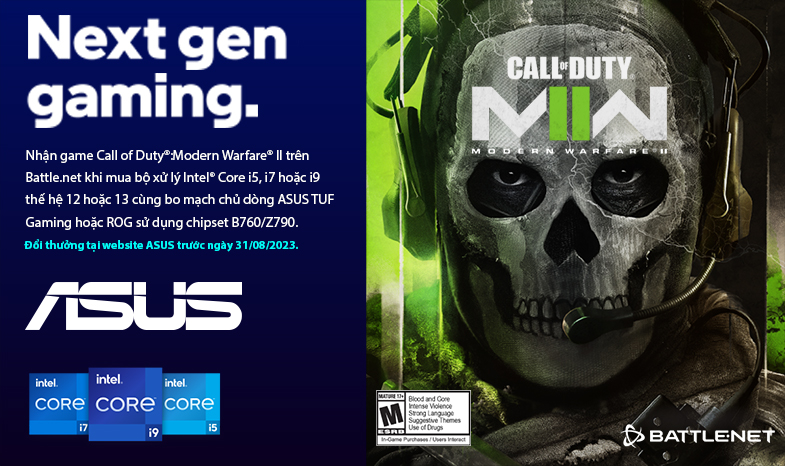 Next gen
gaming.
Nhận game Call of Duty®:Modern Warfare® II trên
Battle.net khi mua bộ xử lý Intel® Core i5, i7 hoặc i9
thế hệ 12 hoặc 13 cùng bo mạch chủ dòng ASUS TUF
Gaming hoặc ROG sử dụng chipset B760/Z790.
Đổi thưởng tại website ASUS trước ngày 31/08/2023.
ASUS
intel.
CORE
i7
intel.
CORE
i9
intel.
CORE
i5
CALL OF DUTY
MIIW
MODERN WARFARE II
MATURE 17+
M
ESRB
Blood and Gore
Intense Violence
Strong Language
Suggestive Themes
Use of Drugs
In-Game Purchases / Users Interact
BATTLE.NET